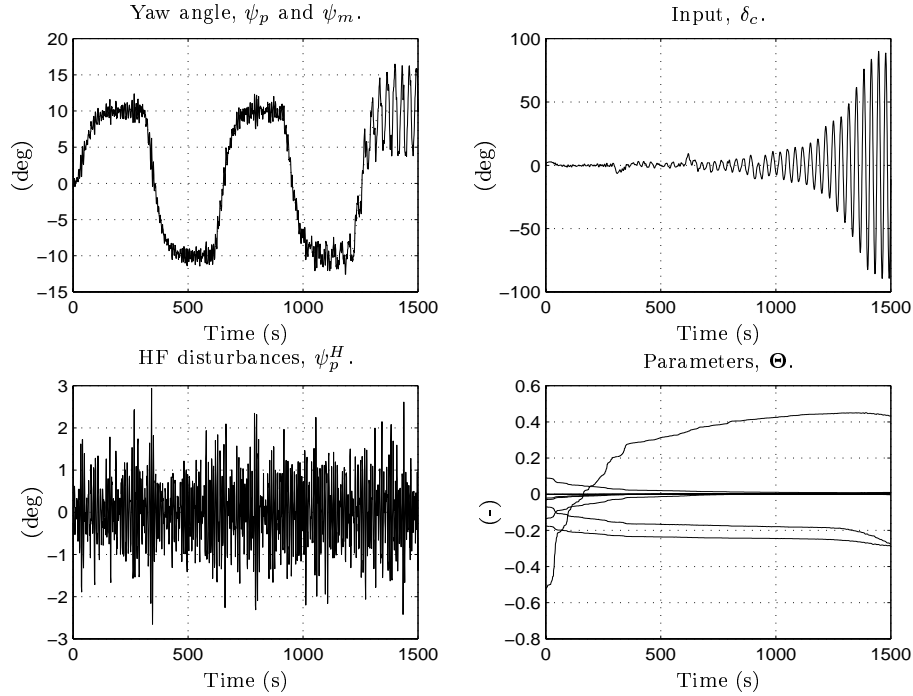 Yaw angle, ψp and ψm.
20
15
10
5
0
−5
−10
−15
(deg)
0 500 1000 1500
Time (s)
Input, δc.
100
50
0
−50
−100
(deg)
0 500 1000 1500
Time (s)
HF disturbances, ψpH.
3
2
1
0
−1
−2
−3
(deg)
0 500 1000 1500
Time (s)
Parameters, Θ.
0.6
0.4
0.2
0
−0.2
−0.4
−0.6
−0.8
(-)
0 500 1000 1500
Time (s)